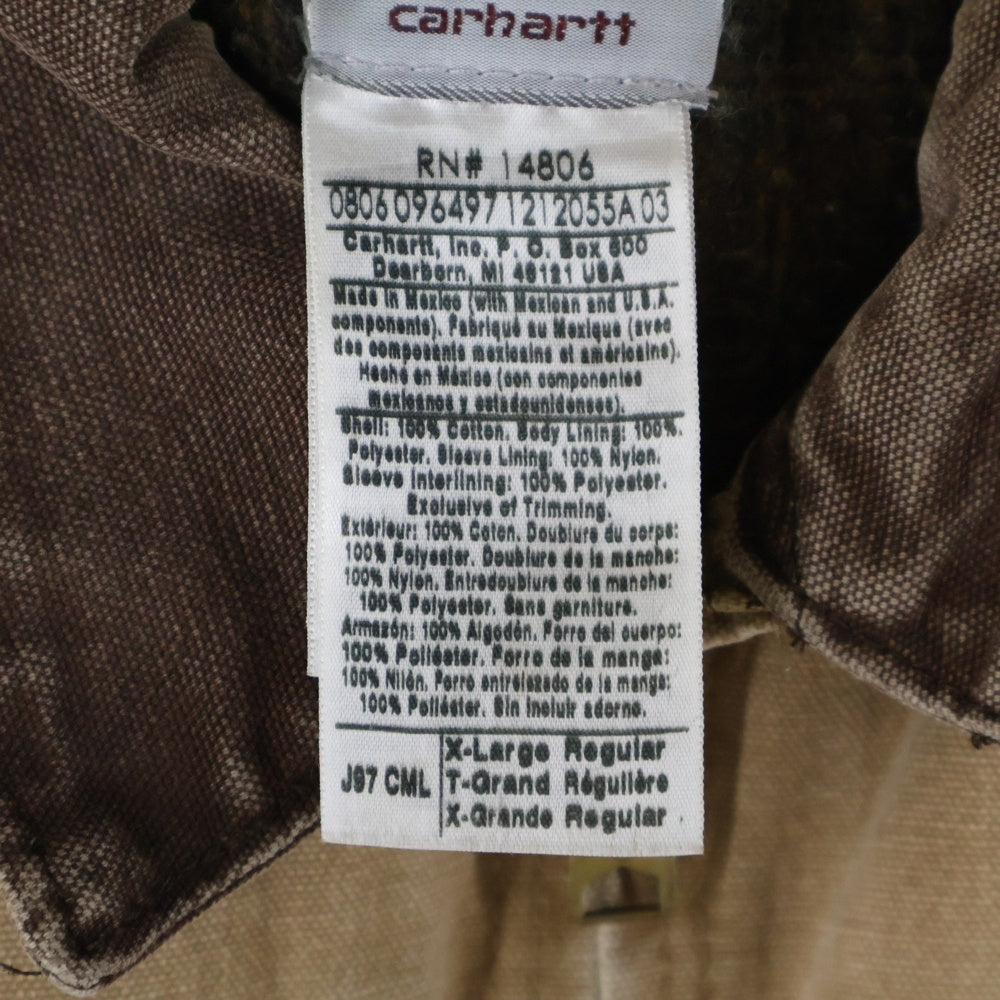 carhartt
RN# 14806
0806 096497 1212055A 03
Carhartt, Inc. P. O. Box 600
Dearborn, MI 48121 USA
Made in Mexico (with Mexican and U.S.A.
components). Fabriqué au Mexique (avec
des composants mexicains et américains).
Hecho en México (con componentes
mexicanos y estadounidenses).
Shell: 100% Cotton. Body Lining: 100%.
Polyester. Sleeve Lining: 100% Nylon.
Sleeve Interlining: 100% Polyester.
Exclusive of Trimming.
Extérieur: 100% Coton. Doublure du corps:
100% Polyester. Doublure de la manche:
100% Nylon. Entredoublure de la manche:
100% Polyester. Sans garniture.
Armazón: 100% Algodón. Forro del cuerpo:
100% Poliéster. Forro de la manga:
100% Nilón. Forro entrelazado de la manga:
100% Poliéster. Sin incluir adorno.
J97 CML
X-Large Regular
T-Grand Régulière
X-Grande Regular